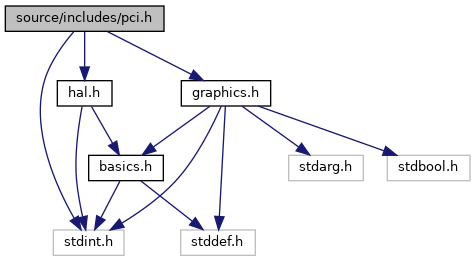 source/includes/pci.h
hal.h
graphics.h
basics.h
stdarg.h
stdbool.h
stdint.h
stddef.h